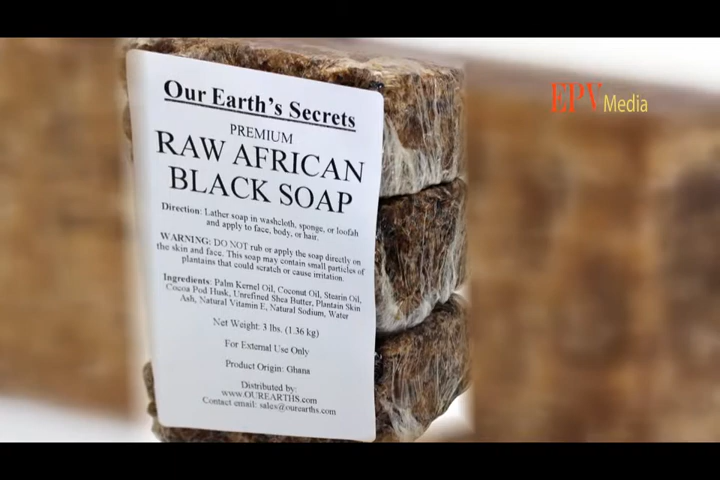 Our Earth's Secrets
PREMIUM
RAW AFRICAN
BLACK SOAP
Direction: Lather soap in washcloth, sponge, or loofah
and apply to face, body, or hair.
WARNING: DO NOT rub or apply the soap directly on
the skin and face. This soap may contain small particles of
plantains that could scratch or cause irritation.
Ingredients: Palm Kernel Oil, Coconut Oil, Stearin Oil,
Cocoa Pod Husk, Unrefined Shea Butter, Plantain Skin
Ash, Natural Vitamin E, Natural Sodium, Water
Net Weight: 3 lbs. (1.36 kg)
For External Use Only
Product Origin: Ghana
Distributed by:
www.OUREARTHS.com
Contact email: sales@ourearths.com
EPVMedia